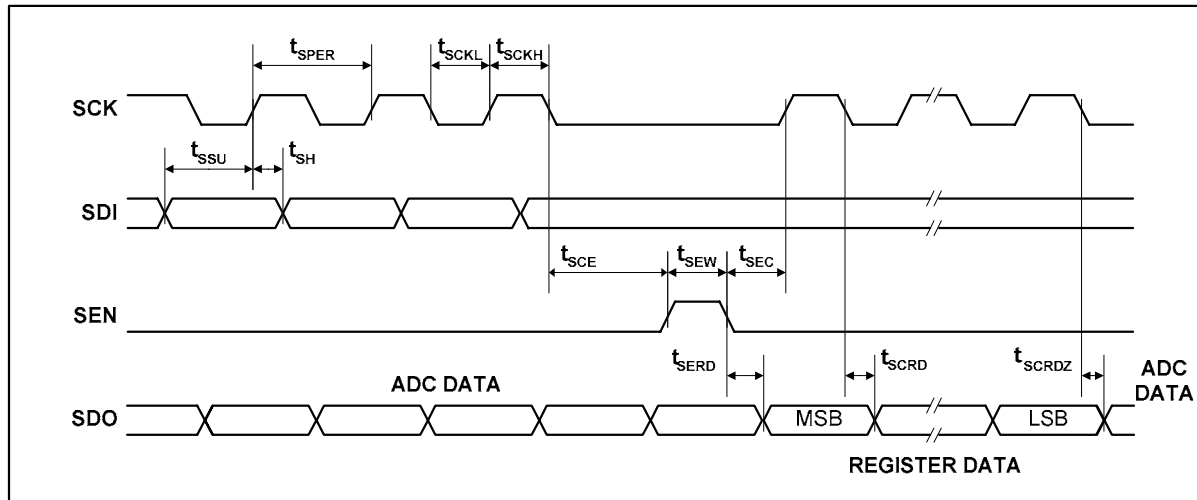 tSPER
tSCKL
tSCKH
SCK
tSSU
tSH
SDI
tSCE
tSEW
tSEC
SEN
tSERD
tSCRD
tSCRDZ
ADC DATA
ADC
DATA
SDO
MSB
LSB
REGISTER DATA